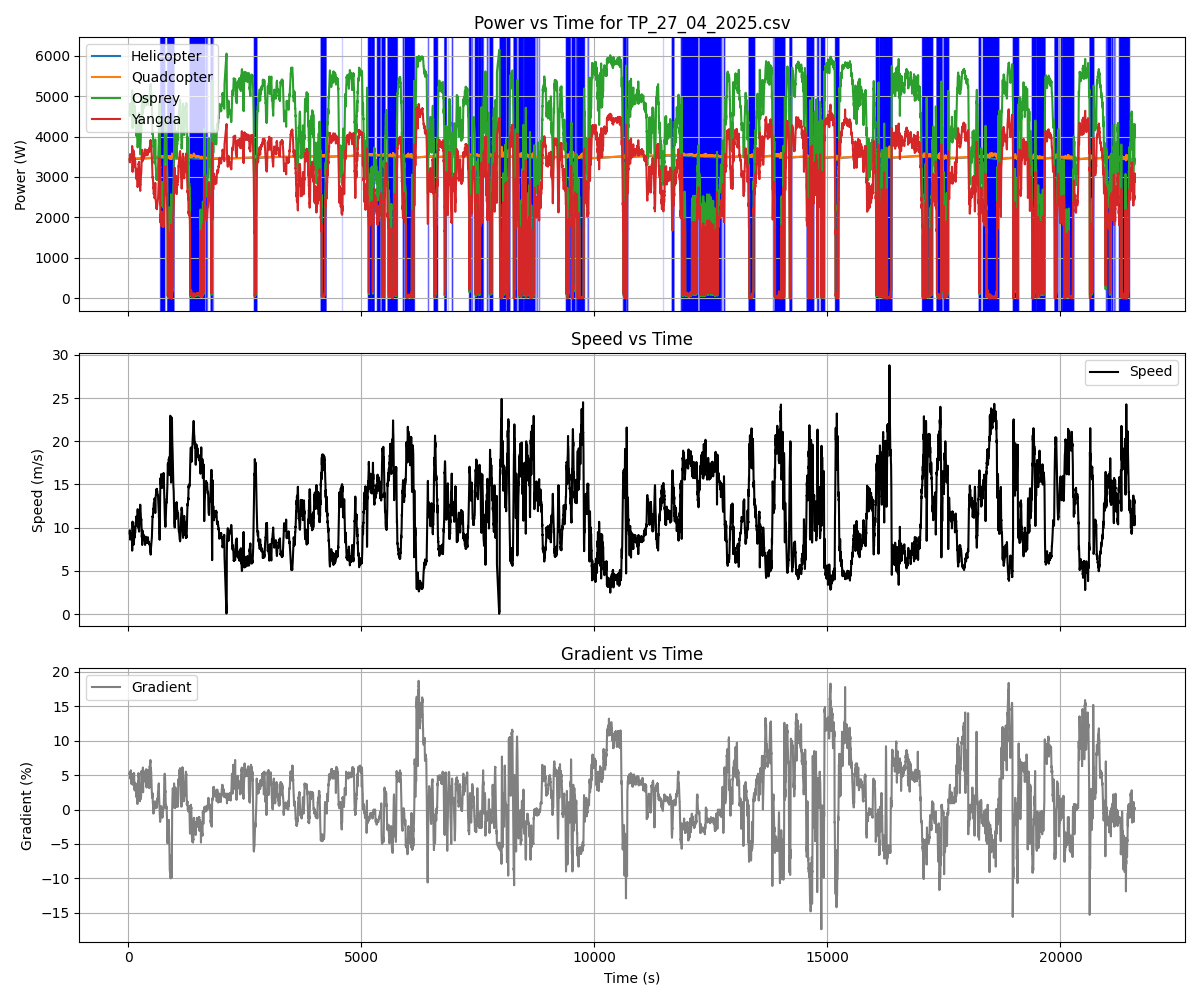 Power vs Time for TP_27_04_2025.csv
Helicopter
Quadcopter
Osprey
Yangda
Power (W)
6000
5000
4000
3000
2000
1000
0
Speed vs Time
Speed
Speed (m/s)
30
25
20
15
10
5
0
Gradient vs Time
Gradient
Gradient (%)
20
15
10
5
0
−5
−10
−15
0
5000
10000
15000
20000
Time (s)